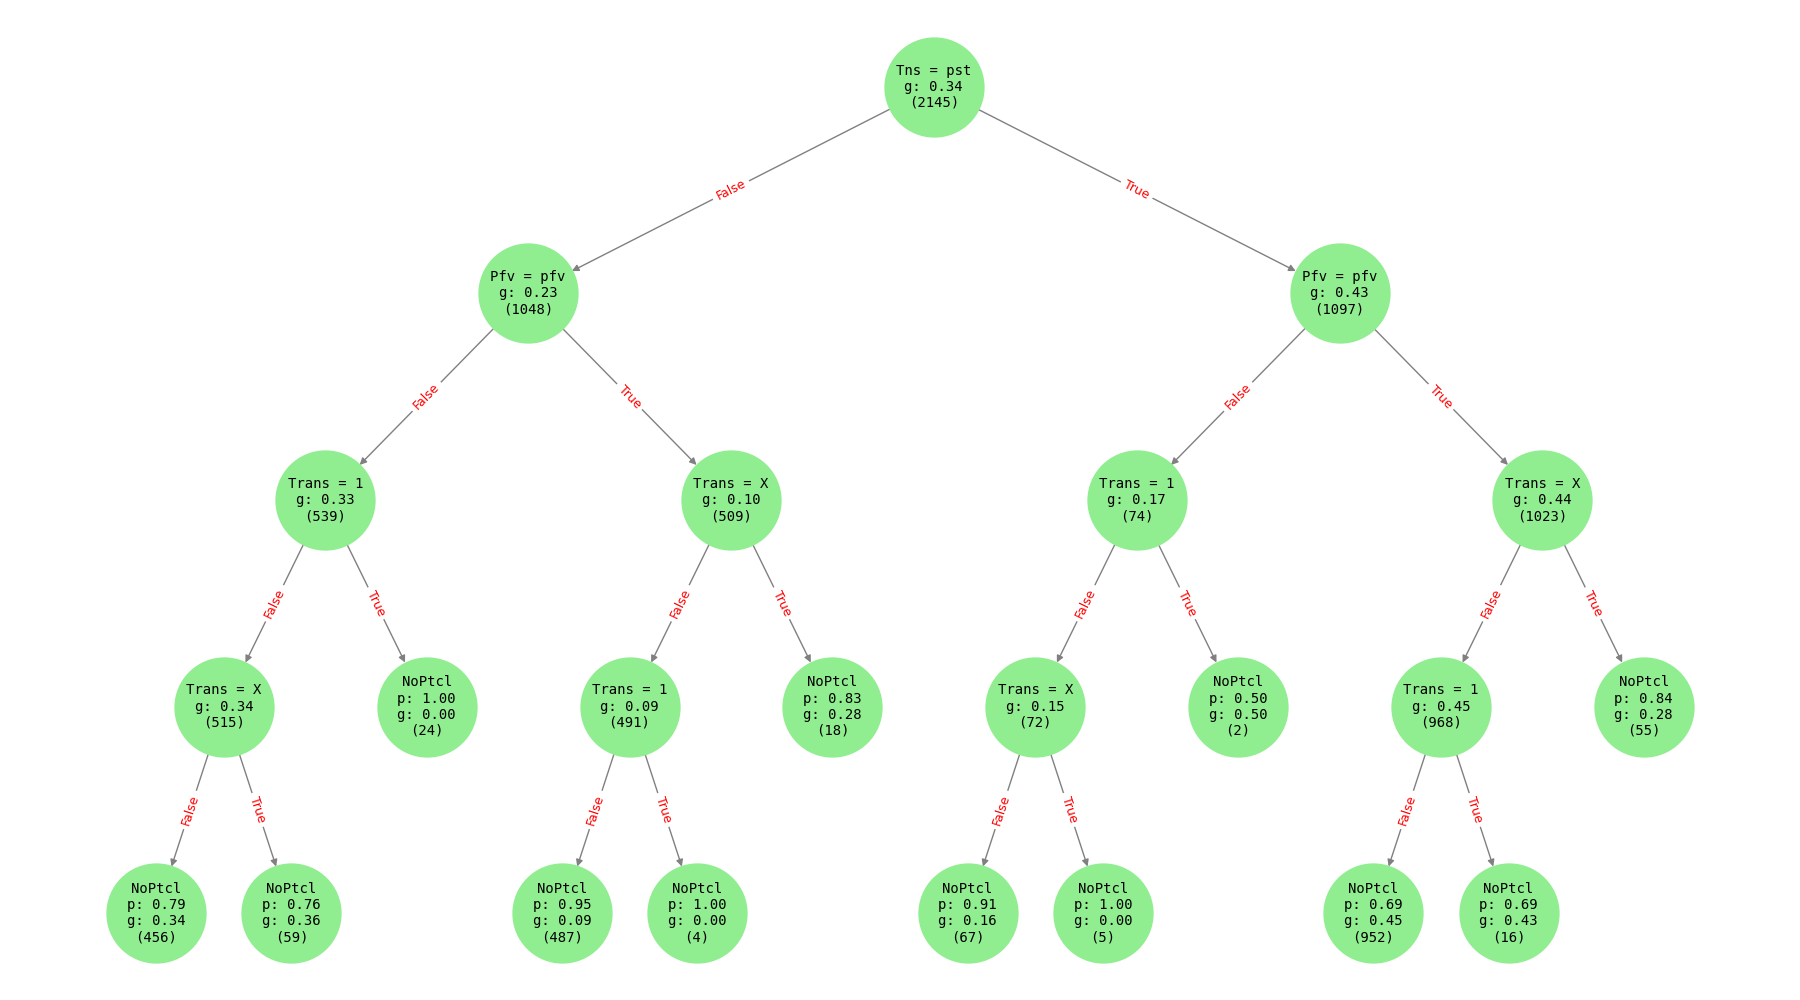 Tns = pst
g: 0.34
(2145)
False
True
Pfv = pfv
g: 0.23
(1048)
Pfv = pfv
g: 0.43
(1097)
False
True
False
True
Trans = 1
g: 0.33
(539)
Trans = X
g: 0.10
(509)
Trans = 1
g: 0.17
(74)
Trans = X
g: 0.44
(1023)
False
True
False
True
False
True
False
True
Trans = X
g: 0.34
(515)
NoPtcl
p: 1.00
g: 0.00
(24)
Trans = 1
g: 0.09
(491)
NoPtcl
p: 0.83
g: 0.28
(18)
Trans = X
g: 0.15
(72)
NoPtcl
p: 0.50
g: 0.50
(2)
Trans = 1
g: 0.45
(968)
NoPtcl
p: 0.84
g: 0.28
(55)
False
True
False
True
False
True
False
True
NoPtcl
p: 0.79
g: 0.34
(456)
NoPtcl
p: 0.76
g: 0.36
(59)
NoPtcl
p: 0.95
g: 0.09
(487)
NoPtcl
p: 1.00
g: 0.00
(4)
NoPtcl
p: 0.91
g: 0.16
(67)
NoPtcl
p: 1.00
g: 0.00
(5)
NoPtcl
p: 0.69
g: 0.45
(952)
NoPtcl
p: 0.69
g: 0.43
(16)